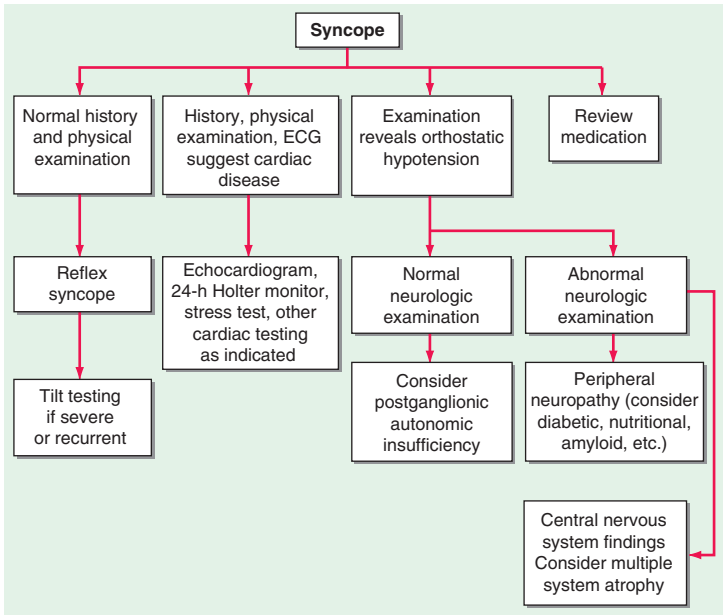 Syncope
Normal history
and physical
examination
History, physical
examination, ECG
suggest cardiac
disease
Examination
reveals orthostatic
hypotension
Review
medication
Reflex
syncope
Echocardiogram,
24-h Holter monitor,
stress test, other
cardiac testing
as indicated
Normal
neurologic
examination
Abnormal
neurologic
examination
Tilt testing
if severe
or recurrent
Consider
postganglionic
autonomic
insufficiency
Peripheral
neuropathy (consider
diabetic, nutritional,
amyloid, etc.)
Central nervous
system findings
Consider multiple
system atrophy